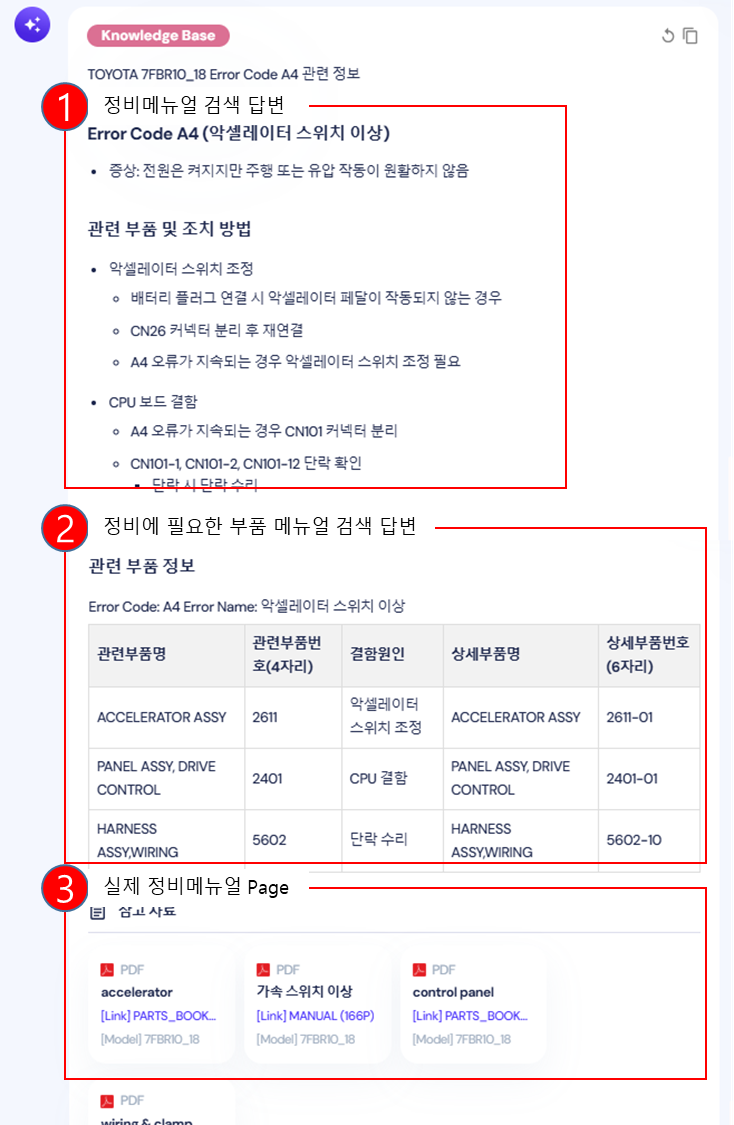 Knowledge Base
TOYOTA 7FBR10_18 Error Code A4 관련 정보
1 정비메뉴얼 검색 답변
Error Code A4 (악셀레이터 스위치 이상)
• 증상: 전원은 켜지지만 주행 또는 유압 작동이 원활하지 않음
관련 부품 및 조치 방법
• 악셀레이터 스위치 조정
◦ 배터리 플러그 연결 시 악셀레이터 페달이 작동되지 않는 경우
◦ CN26 커넥터 분리 후 재연결
◦ A4 오류가 지속되는 경우 악셀레이터 스위치 조정 필요
• CPU 보드 결함
◦ A4 오류가 지속되는 경우 CN101 커넥터 분리
◦ CN101-1, CN101-2, CN101-12 단락 확인
▪ 단락 시 단락 수리
2 정비에 필요한 부품 메뉴얼 검색 답변
관련 부품 정보
Error Code: A4 Error Name: 악셀레이터 스위치 이상
관련부품명 관련부품번 결함원인 상세부품명 상세부품번호
호(4자리) (6자리)
ACCELERATOR ASSY 2611 악셀레이터 ACCELERATOR ASSY 2611-01
스위치 조정
PANEL ASSY, DRIVE 2401 CPU 결함 PANEL ASSY, DRIVE 2401-01
CONTROL CONTROL
HARNESS 5602 단락 수리 HARNESS 5602-10
ASSY,WIRING ASSY,WIRING
3 실제 정비메뉴얼 Page
참고 자료
PDF PDF PDF
accelerator 가속 스위치 이상 control panel
[Link] PARTS_BOOK... [Link] MANUAL (166P) [Link] PARTS_BOOK...
[Model] 7FBR10_18 [Model] 7FBR10_18 [Model] 7FBR10_18
PDF
wiring & clamp